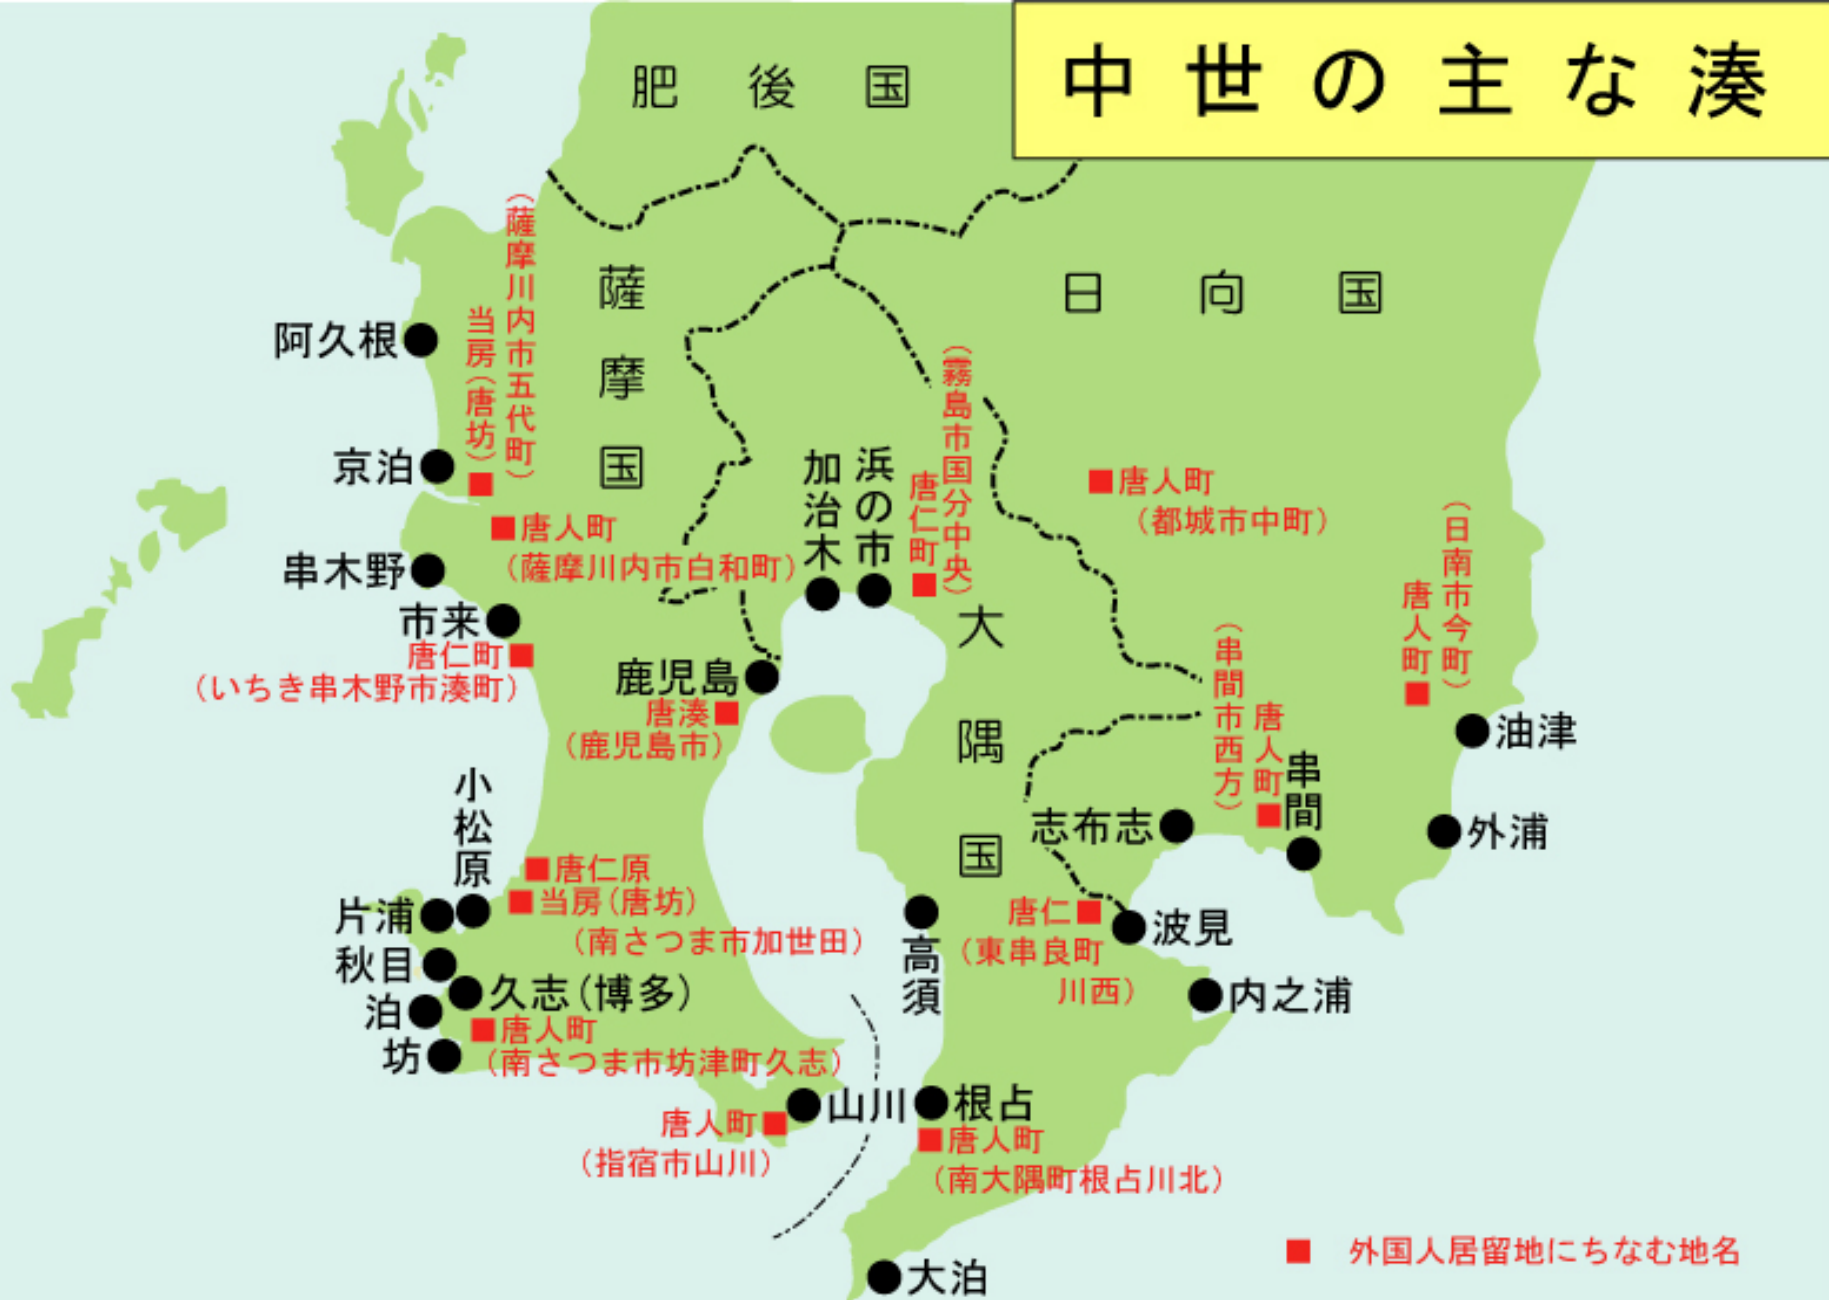 中世の主な湊
肥後国
薩摩国
日向国
大隅国
阿久根
当房(唐坊)
(薩摩川内市五代町)
京泊
唐人町
(薩摩川内市白和町)
串木野
市来
唐仁町
(いちき串木野市湊町)
加治木
浜の市
唐仁町
(霧島市国分中央)
唐人町
(都城市中町)
唐人町
(日南市今町)
鹿児島
唐湊
(鹿児島市)
唐人町
(串間市西方)
串間
油津
外浦
志布志
小松原
唐仁原
当房(唐坊)
(南さつま市加世田)
片浦
秋目
久志(博多)
泊
唐人町
(南さつま市坊津町久志)
坊
高須
唐仁
(東串良町
川西)
波見
内之浦
山川
唐人町
(指宿市山川)
根占
唐人町
(南大隅町根占川北)
大泊
外国人居留地にちなむ地名